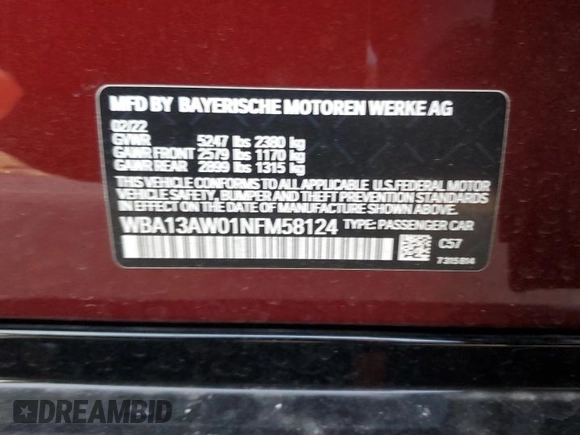 MFD BY BAYERISCHE MOTOREN WERKE AG
02/22
GVWR 5247 lbs 2380 kg
GAWR FRONT 2579 lbs 1170 kg
GAWR REAR 2899 lbs 1315 kg
THIS VEHICLE CONFORMS TO ALL APPLICABLE U.S.FEDERAL MOTOR
VEHICLE SAFETY, BUMPER AND THEFT PREVENTION STANDARDS
IN EFFECT ON THE DATE OF MANUFACTURE SHOWN ABOVE.
WBA13AW01NFM58124 TYPE: PASSENGER CAR
C57
7315814
DREAMBID